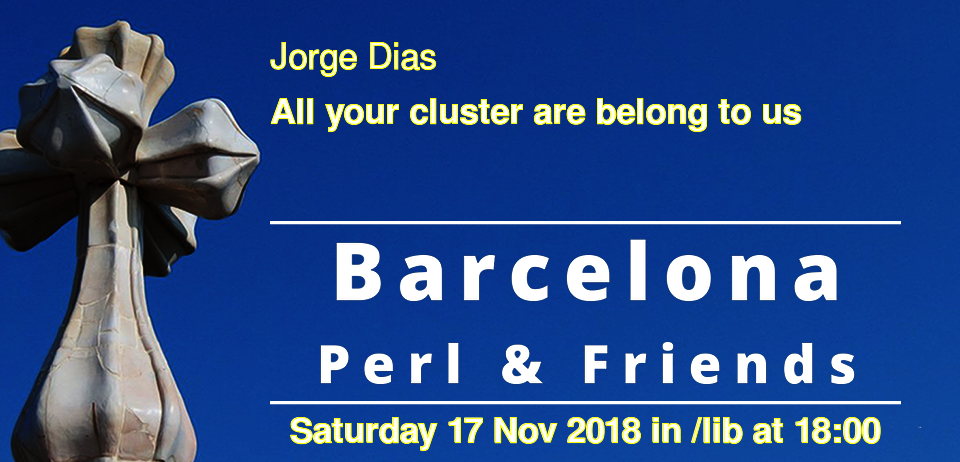 Jorge Dias
All your cluster are belong to us
Barcelona
Perl & Friends
Saturday 17 Nov 2018 in /lib at 18:00